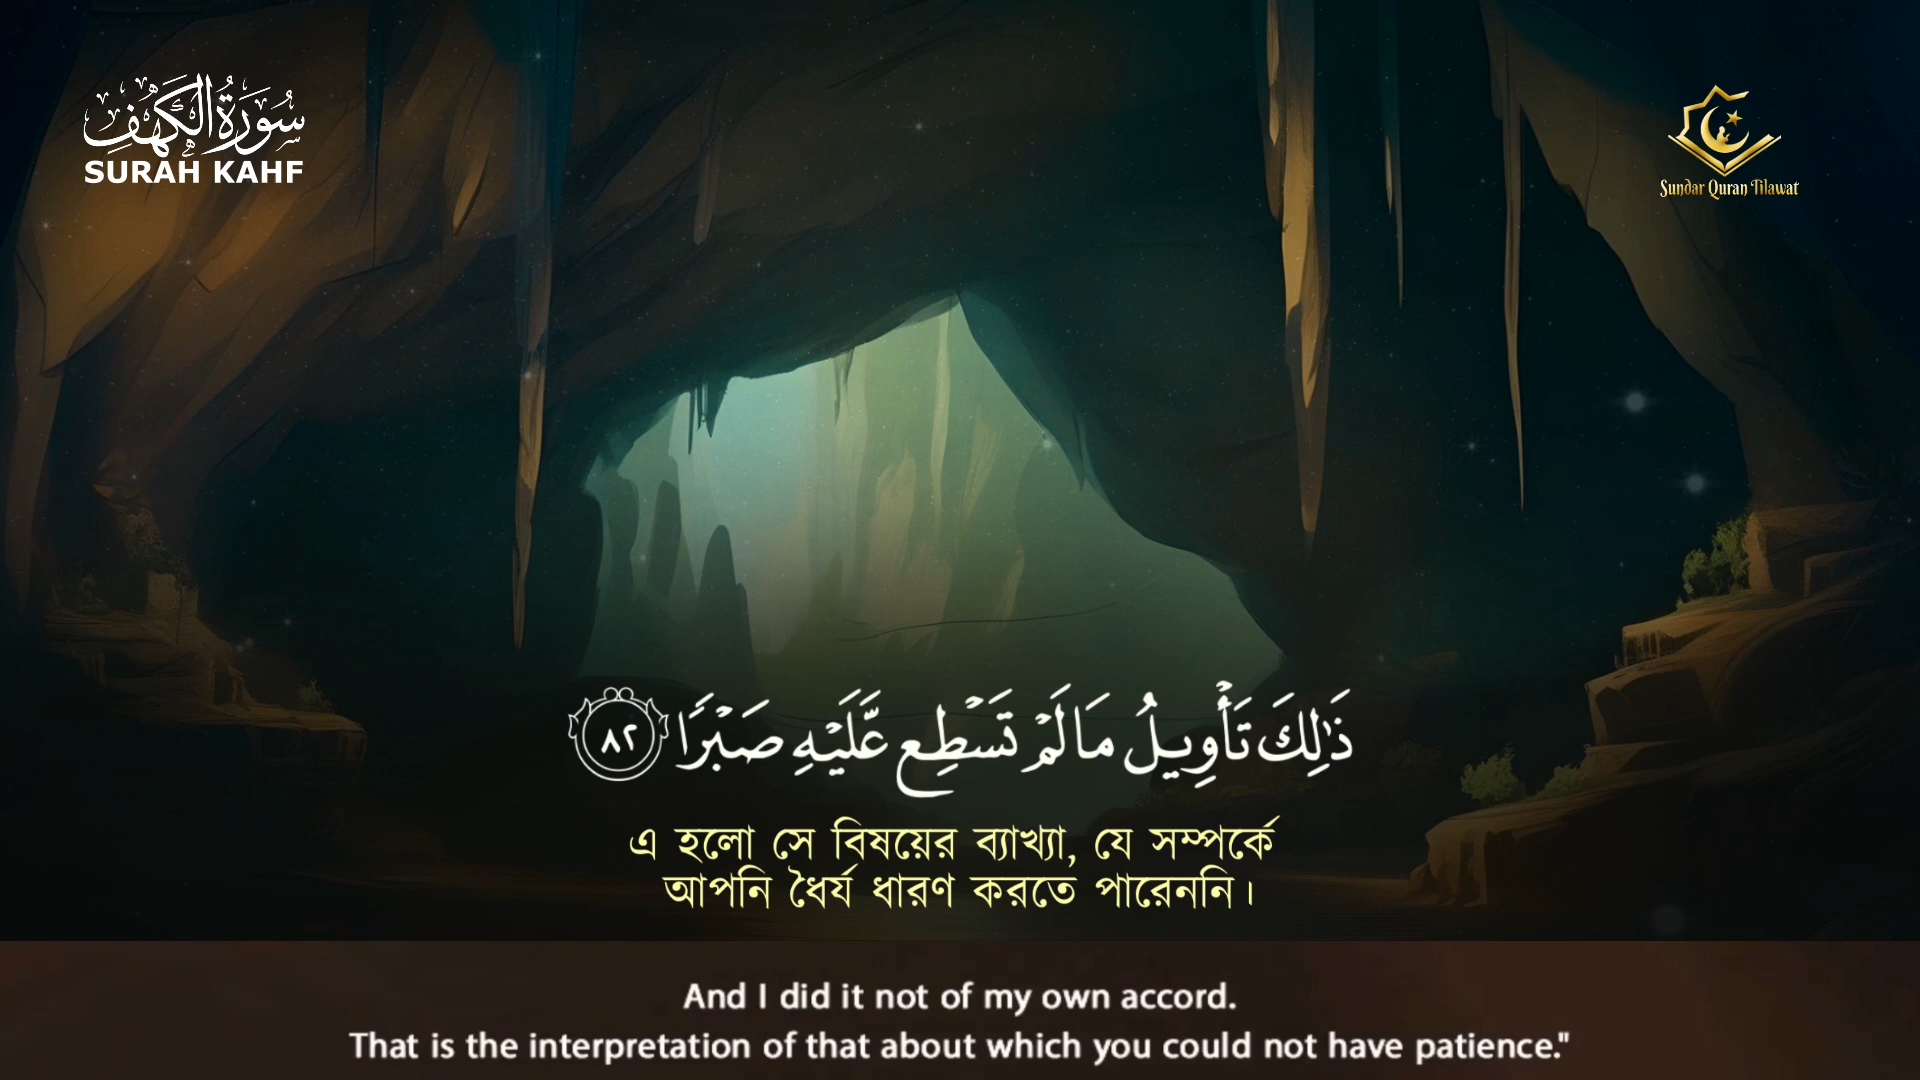 سُورَةُ الْكَهْفِ
SURAH KAHF
Sundar Quran Tilawat
ذَٰلِكَ تَأْوِيلُ مَا لَمْ تَسْطِع عَّلَيْهِ صَبْرًا ٨٢
এ হলো সে বিষয়ের ব্যাখ্যা, যে সম্পর্কে
আপনি ধৈর্য ধারণ করতে পারেননি।
And I did it not of my own accord.
That is the interpretation of that about which you could not have patience."